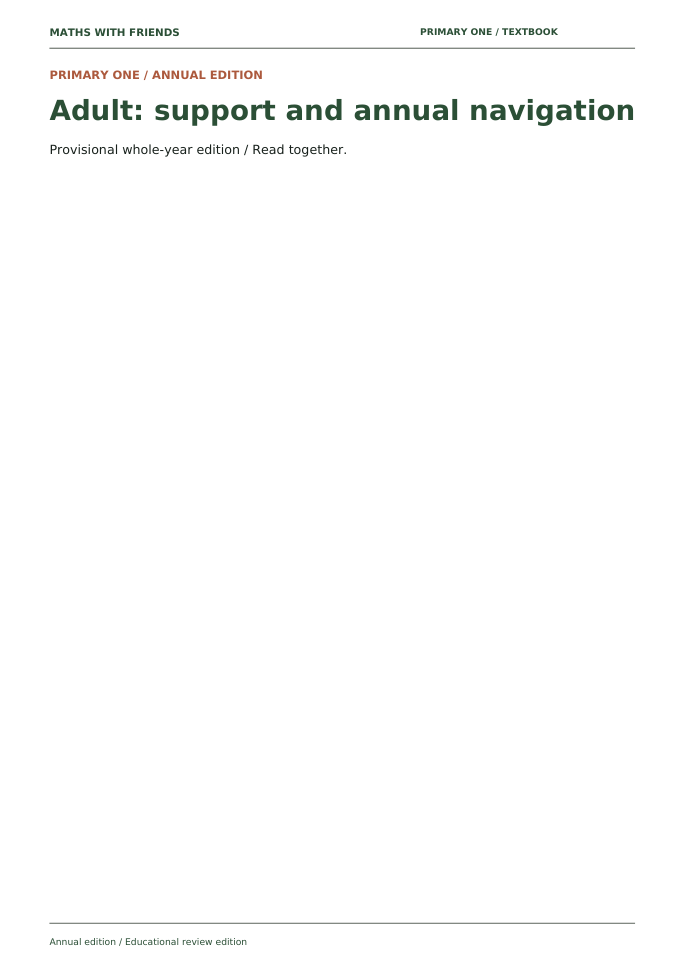 MATHS WITH FRIENDS
PRIMARY ONE / TEXTBOOK
PRIMARY ONE / ANNUAL EDITION
Adult: support and annual navigation
Provisional whole-year edition / Read together.
Annual edition / Educational review edition